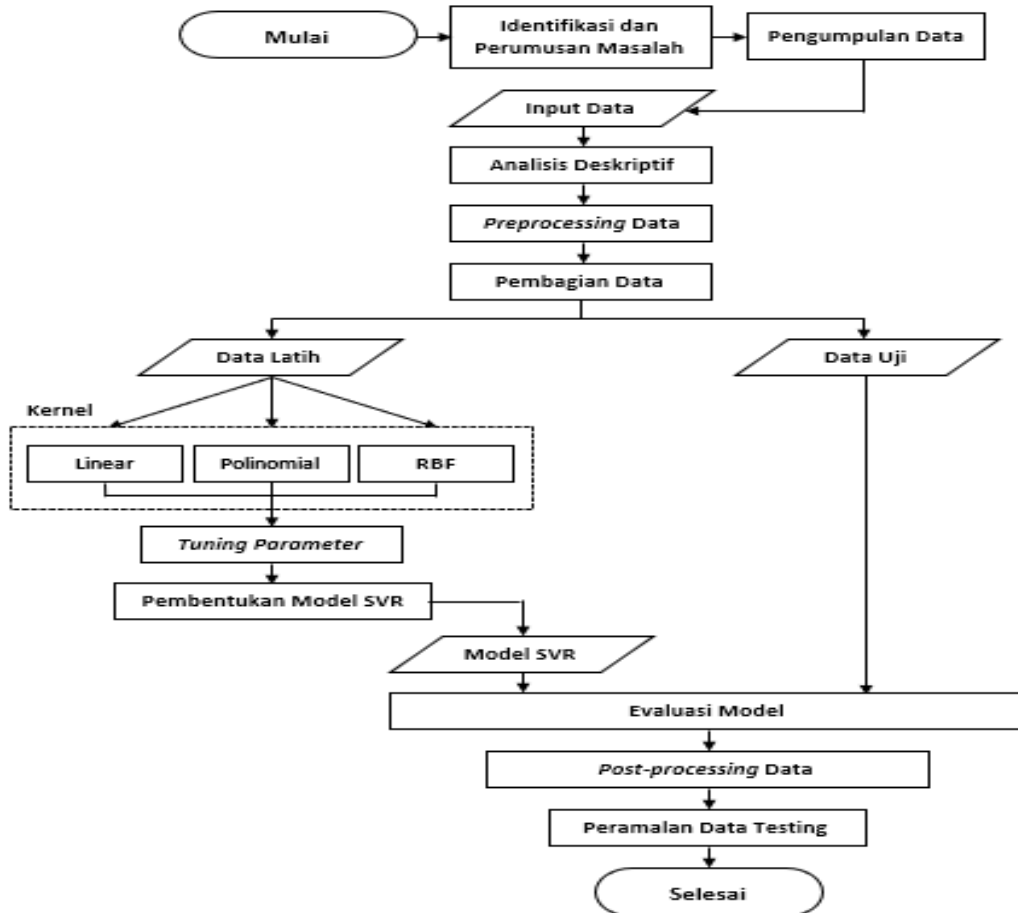 Mulai
Identifikasi dan
Perumusan Masalah
Pengumpulan Data
Input Data
Analisis Deskriptif
Preprocessing Data
Pembagian Data
Data Latih
Data Uji
Kernel
Linear
Polinomial
RBF
Tuning Parameter
Pembentukan Model SVR
Model SVR
Evaluasi Model
Post-processing Data
Peramalan Data Testing
Selesai